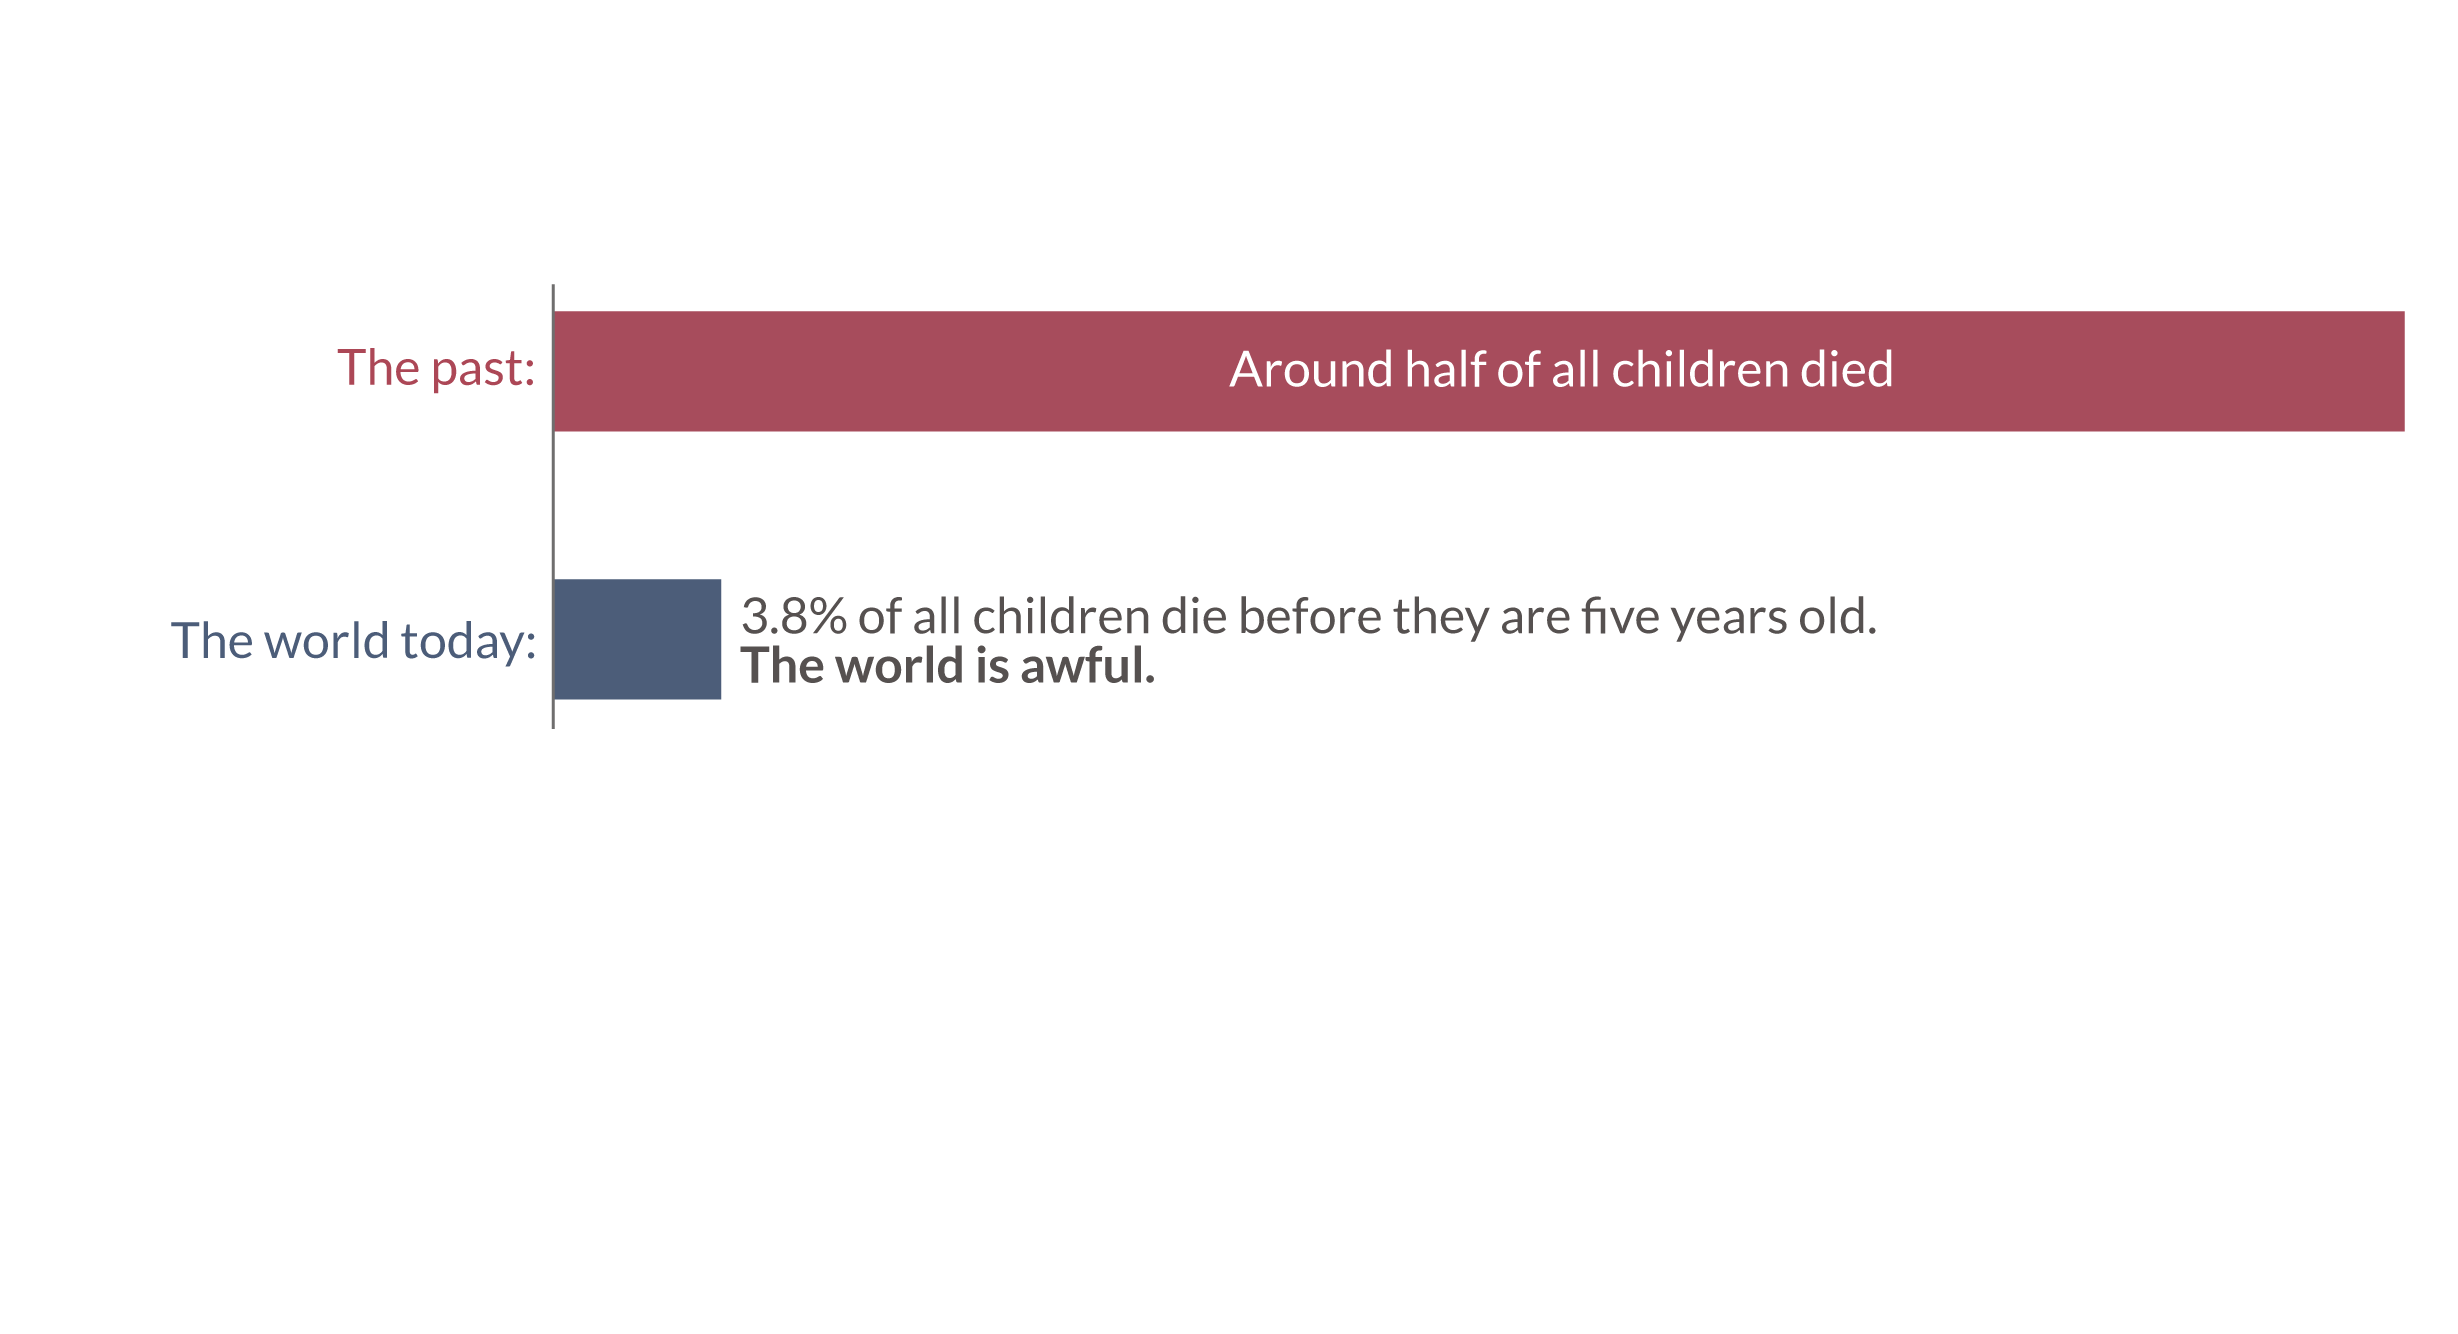 The past:
Around half of all children died
The world today:
3.8% of all children die before they are five years old.
The world is awful.